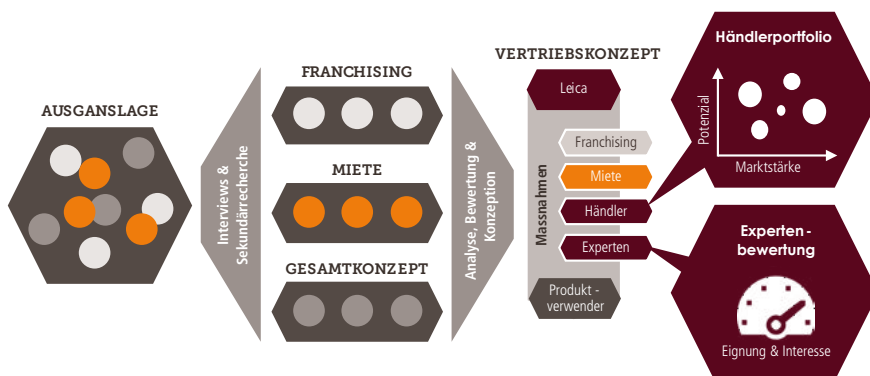 AUSGANSLAGE
Interviews &
Sekundärrecherche
FRANCHISING
MIETE
GESAMTKONZEPT
Analyse, Bewertung &
Konzeption
VERTRIEBSKONZEPT
Leica
Massnahmen
Franchising
Miete
Händler
Experten
Produkt -
verwender
Händlerportfolio
Potenzial
Marktstärke
Experten -
bewertung
Eignung & Interesse